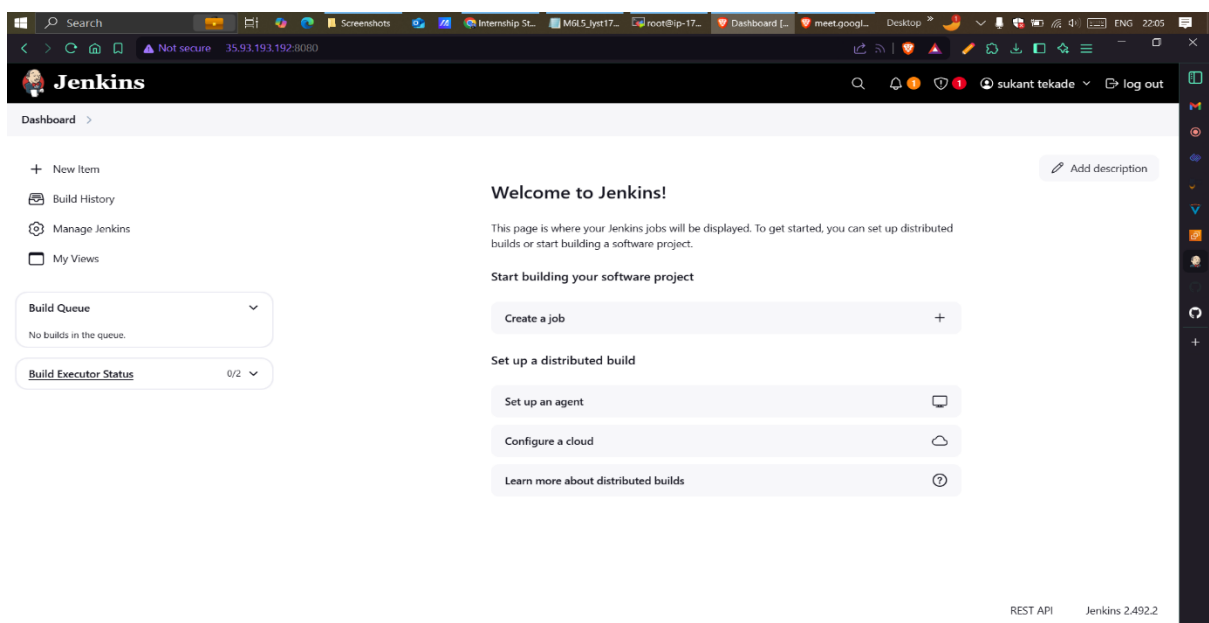 Search
Screenshots
Internship St...
M6L5_lyst17...
root@ip-17...
Dashboard [...
meet.googl...
Desktop »
ENG 22:05
Not secure 35.93.193.192:8080
Jenkins
1
1
sukant tekade
log out
Dashboard >
Add description
+ New Item
Build History
Manage Jenkins
My Views
Build Queue
No builds in the queue.
Build Executor Status 0/2
Welcome to Jenkins!
This page is where your Jenkins jobs will be displayed. To get started, you can set up distributed
builds or start building a software project.
Start building your software project
Create a job +
Set up a distributed build
Set up an agent
Configure a cloud
Learn more about distributed builds
REST API Jenkins 2.492.2